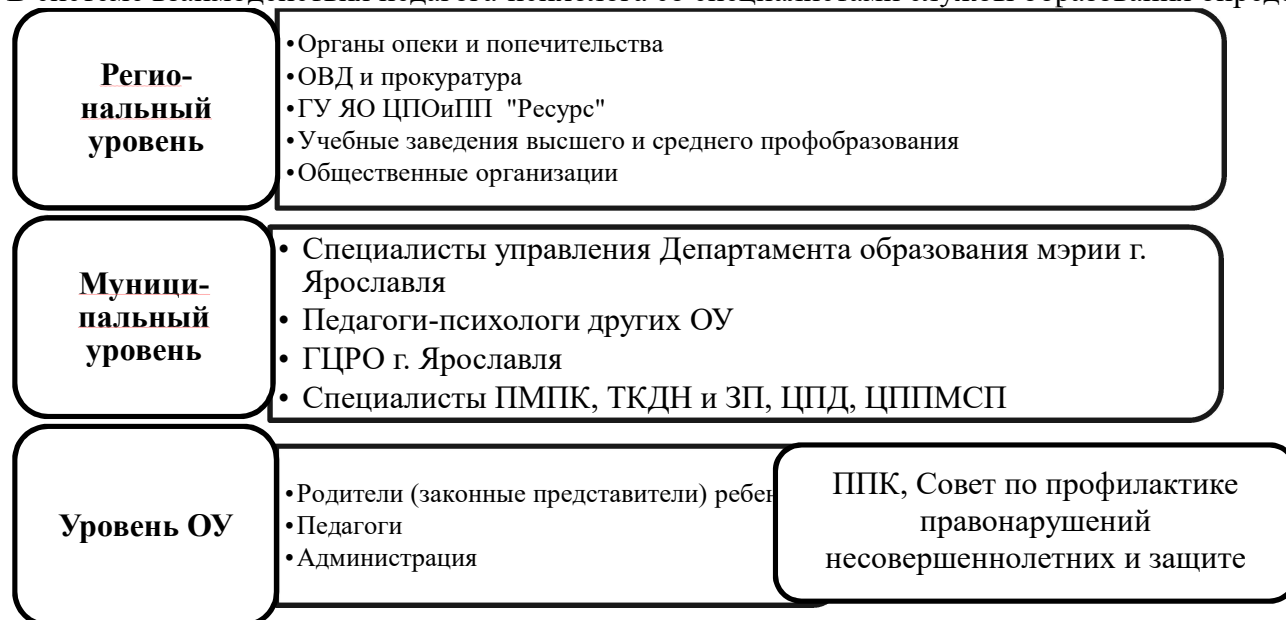 Регио-
нальный
уровень
•Органы опеки и попечительства
•ОВД и прокуратура
•ГУ ЯО ЦПОиПП "Ресурс"
•Учебные заведения высшего и среднего профобразования
•Общественные организации
Муници-
пальный
уровень
• Специалисты управления Департамента образования мэрии г.
Ярославля
• Педагоги-психологи других ОУ
• ГЦРО г. Ярославля
• Специалисты ПМПК, ТКДН и ЗП, ЦПД, ЦППМСП
Уровень ОУ
•Родители (законные представители)
•Педагоги
•Администрация
ППК, Совет по профилактике
правонарушений
несовершеннолетних и защите